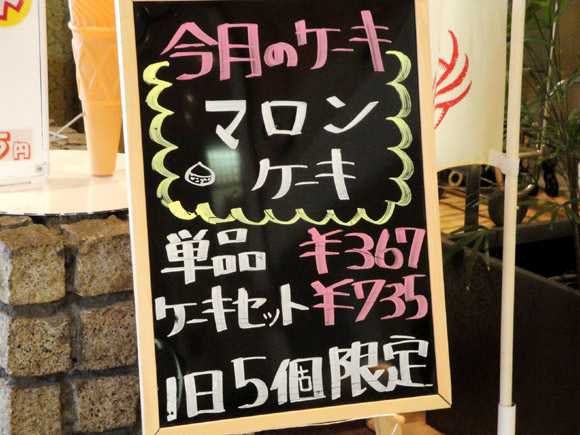 今月のケーキ
マロン
ケーキ
単品 ¥367
ケーキセット ¥735
1日5個限定
円